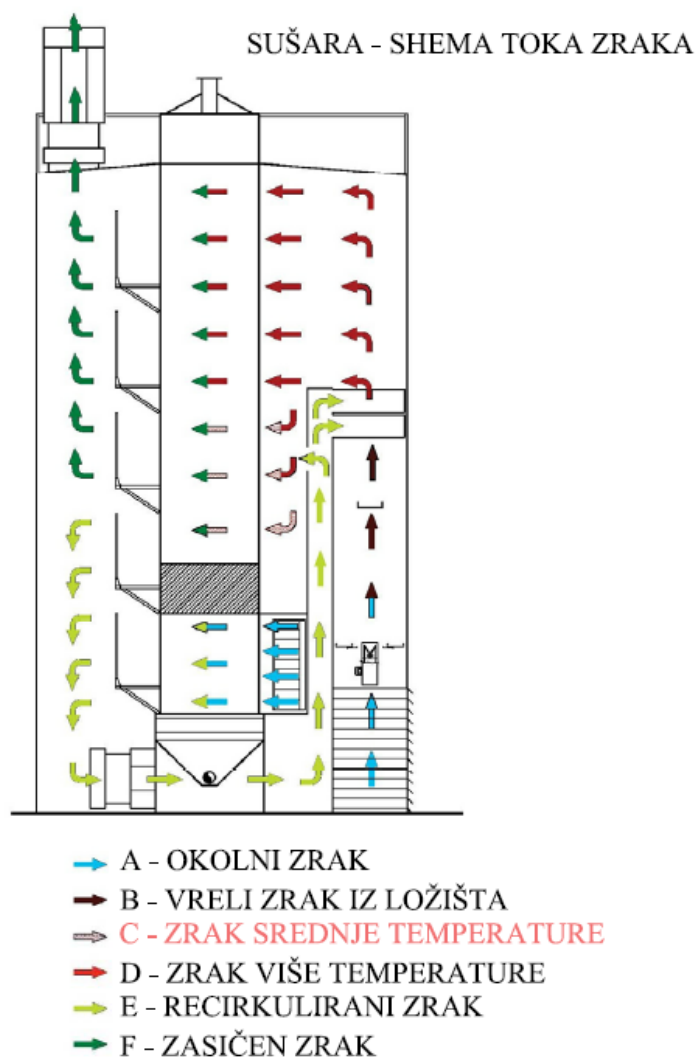 SUŠARA - SHEMA TOKA ZRAKA
A - OKOLNI ZRAK
B - VRELI ZRAK IZ LOŽIŠTA
C - ZRAK SREDNJE TEMPERATURE
D - ZRAK VIŠE TEMPERATURE
E - RECIRKULIRANI ZRAK
F - ZASIČEN ZRAK